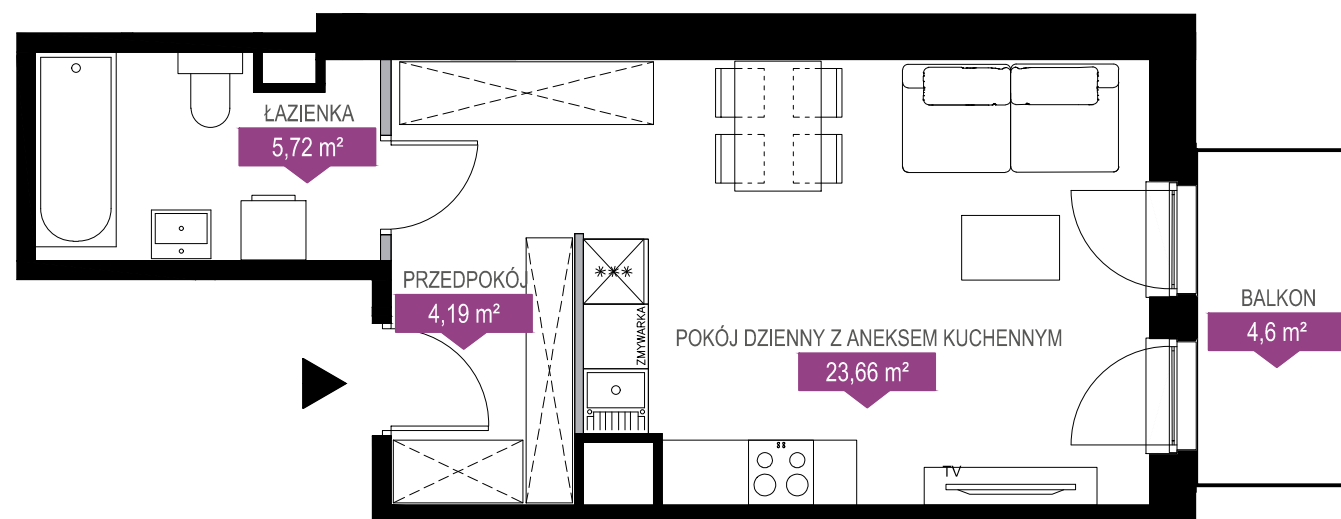 ŁAZIENKA
5,72 m²
PRZEDPOKÓJ
4,19 m²
ZMYWARKA
POKÓJ DZIENNY Z ANEKSEM KUCHENNYM
23,66 m²
BALKON
4,6 m²
TV